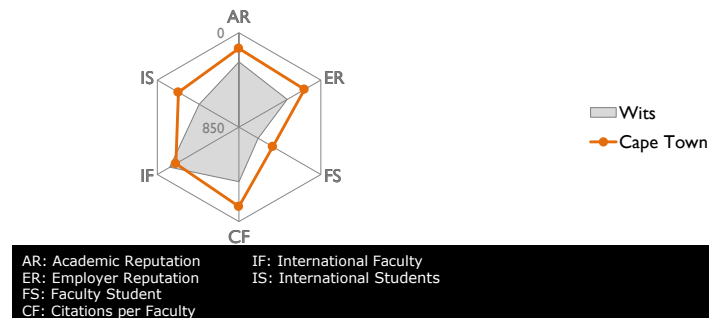 AR
0
IS
ER
850
Wits
Cape Town
IF
FS
CF
AR: Academic Reputation
IF: International Faculty
ER: Employer Reputation
IS: International Students
FS: Faculty Student
CF: Citations per Faculty